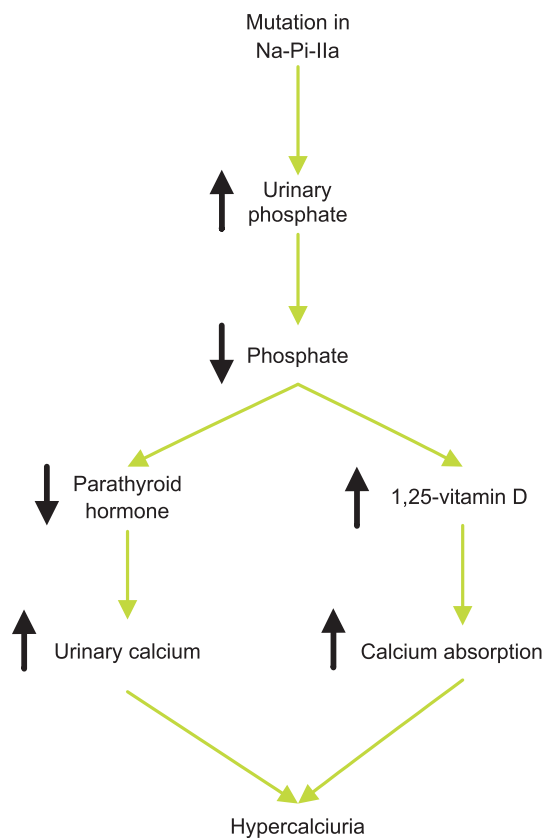 Mutation in
Na-Pi-IIa
Urinary
phosphate
Phosphate
Parathyroid
hormone
1,25-vitamin D
Urinary calcium
Calcium absorption
Hypercalciuria